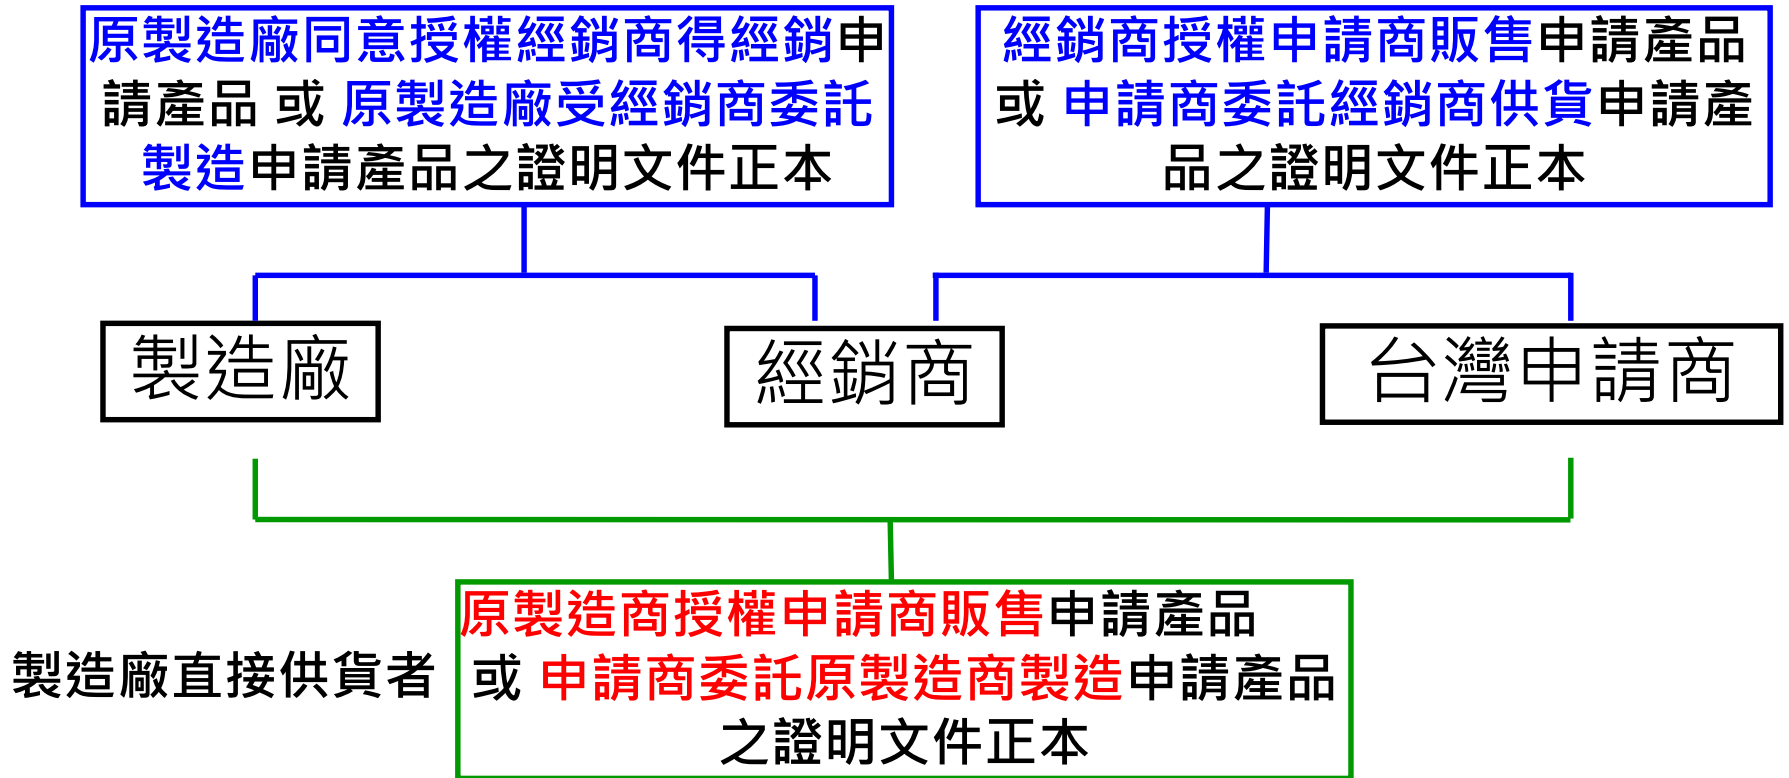 原製造廠同意授權經銷商得經銷申
請產品 或 原製造廠受經銷商委託
製造申請產品之證明文件正本
經銷商授權申請商販售申請產品
或 申請商委託經銷商供貨申請產
品之證明文件正本
製造廠
經銷商
台灣申請商
製造廠直接供貨者
原製造商授權申請商販售申請產品
或 申請商委託原製造商製造申請產品
之證明文件正本